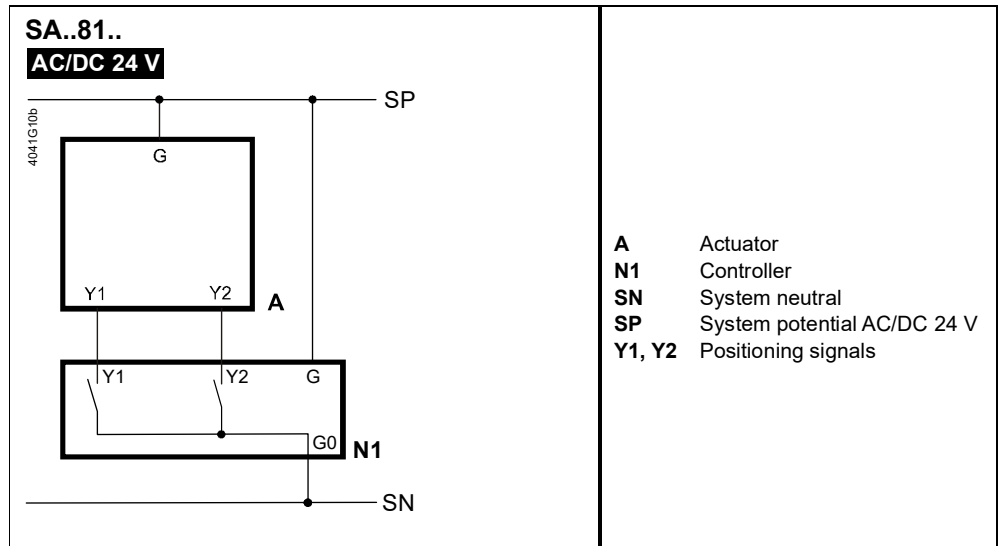 SA..81..
AC/DC 24 V
SP
4041G10b
G
Y1 Y2
A
Y1 Y2 G
G0
N1
SN
A Actuator
N1 Controller
SN System neutral
SP System potential AC/DC 24 V
Y1, Y2 Positioning signals